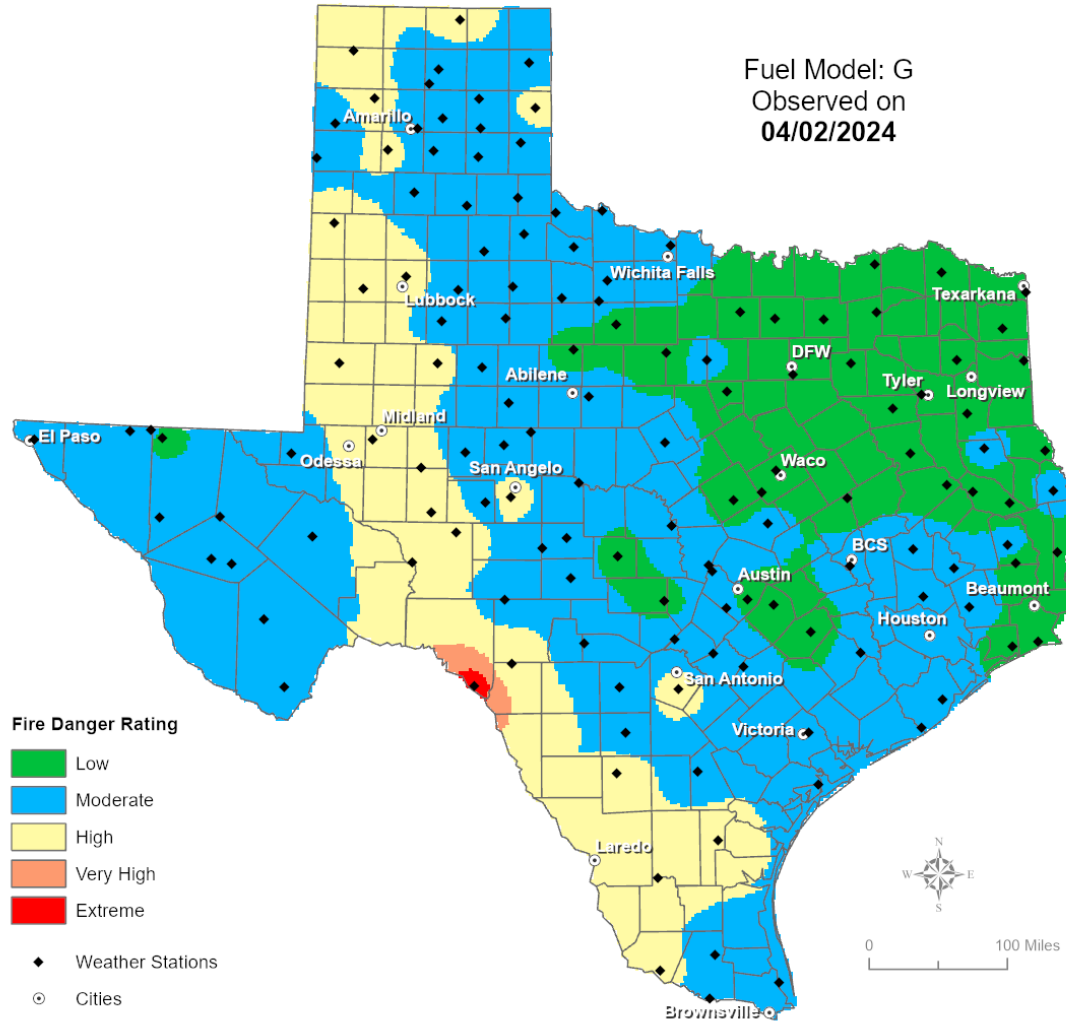 Fuel Model: G
Observed on
04/02/2024
Amarillo
Wichita Falls
Lubbock
Texarkana
DFW
Abilene
Tyler
Longview
Midland
El Paso
Odessa
San Angelo
Waco
BCS
Austin
Beaumont
Houston
San Antonio
Victoria
Laredo
Brownsville
Fire Danger Rating
Low
Moderate
High
Very High
Extreme
Weather Stations
Cities
N
W E
S
0 100 Miles